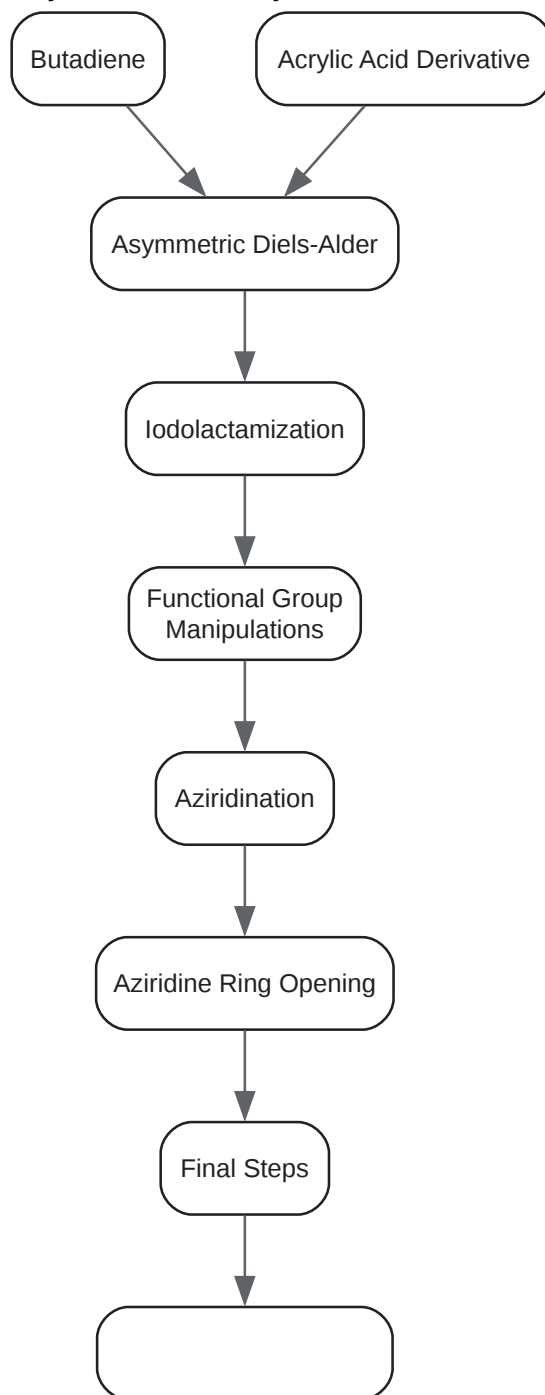 Butadiene
Acrylic Acid Derivative
Asymmetric Diels-Alder
Iodolactamization
Functional Group
Manipulations
Aziridination
Aziridine Ring Opening
Final Steps